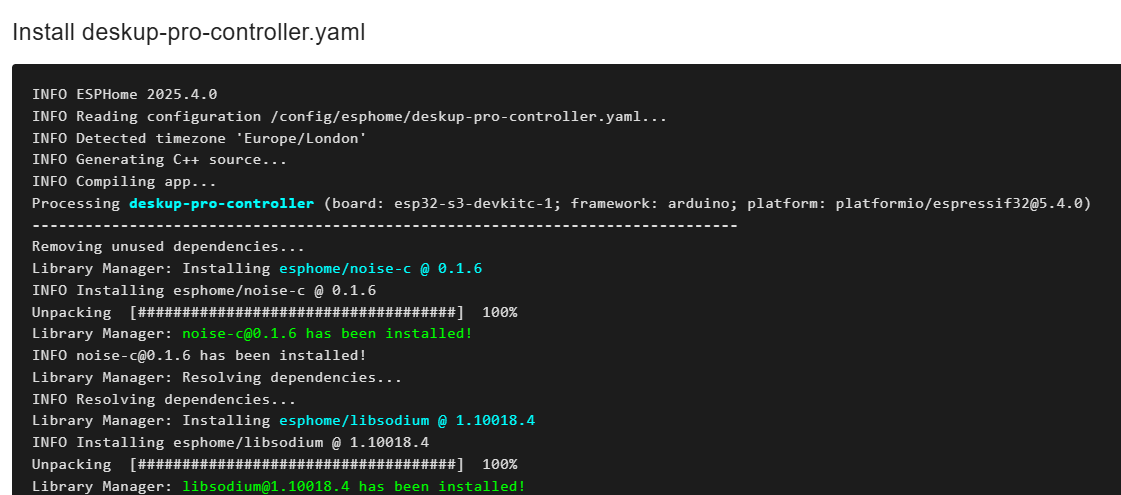 Install deskup-pro-controller.yaml
INFO ESPHome 2025.4.0
INFO Reading configuration /config/esphome/deskup-pro-controller.yaml...
INFO Detected timezone 'Europe/London'
INFO Generating C++ source...
INFO Compiling app...
Processing deskup-pro-controller (board: esp32-s3-devkitc-1; framework: arduino; platform: platformio/espressif32@5.4.0)
--------------------------------------------------------------------------------
Removing unused dependencies...
Library Manager: Installing esphome/noise-c @ 0.1.6
INFO Installing esphome/noise-c @ 0.1.6
Unpacking  [####################################]  100%
Library Manager: noise-c@0.1.6 has been installed!
INFO noise-c@0.1.6 has been installed!
Library Manager: Resolving dependencies...
INFO Resolving dependencies...
Library Manager: Installing esphome/libsodium @ 1.10018.4
INFO Installing esphome/libsodium @ 1.10018.4
Unpacking  [####################################]  100%
Library Manager: libsodium@1.10018.4 has been installed!